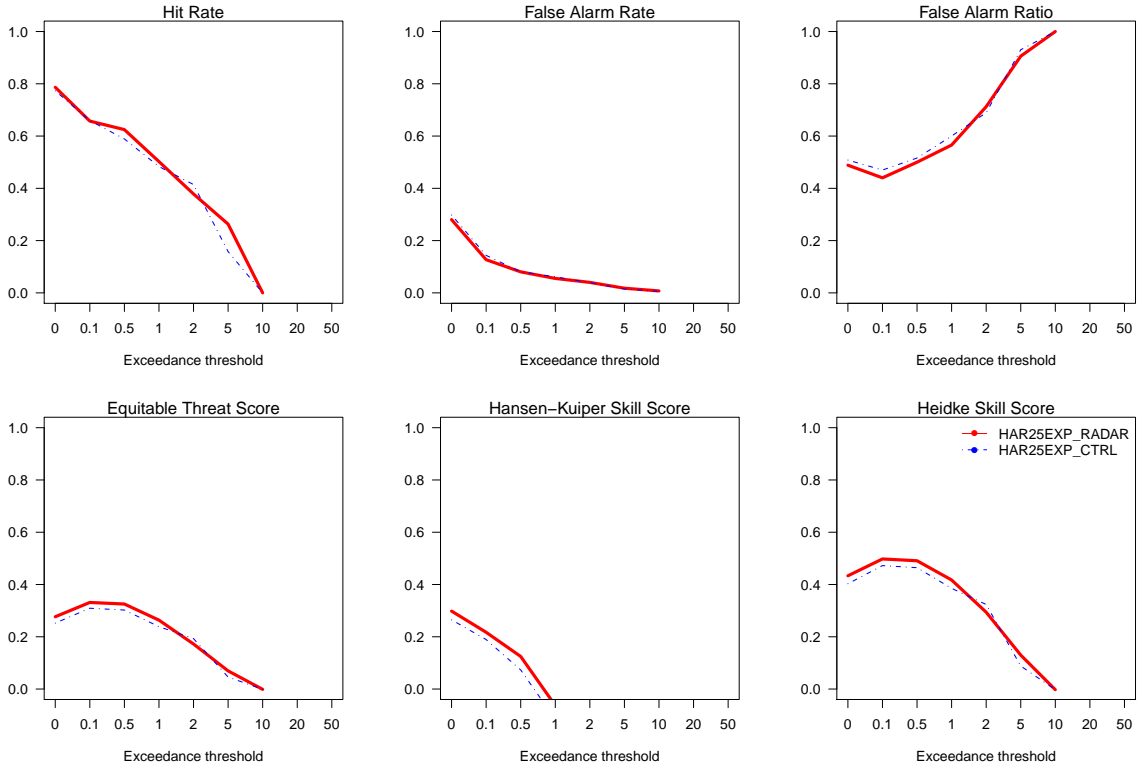 Hit Rate
1.0
0.8
0.6
0.4
0.2
0.0
0 0.1 0.5 1 2 5 10 20 50
Exceedance threshold
False Alarm Rate
1.0
0.8
0.6
0.4
0.2
0.0
0 0.1 0.5 1 2 5 10 20 50
Exceedance threshold
False Alarm Ratio
1.0
0.8
0.6
0.4
0.2
0.0
0 0.1 0.5 1 2 5 10 20 50
Exceedance threshold
Equitable Threat Score
1.0
0.8
0.6
0.4
0.2
0.0
0 0.1 0.5 1 2 5 10 20 50
Exceedance threshold
Hansen−Kuiper Skill Score
1.0
0.8
0.6
0.4
0.2
0.0
0 0.1 0.5 1 2 5 10 20 50
Exceedance threshold
Heidke Skill Score
HAR25EXP_RADAR
HAR25EXP_CTRL
1.0
0.8
0.6
0.4
0.2
0.0
0 0.1 0.5 1 2 5 10 20 50
Exceedance threshold